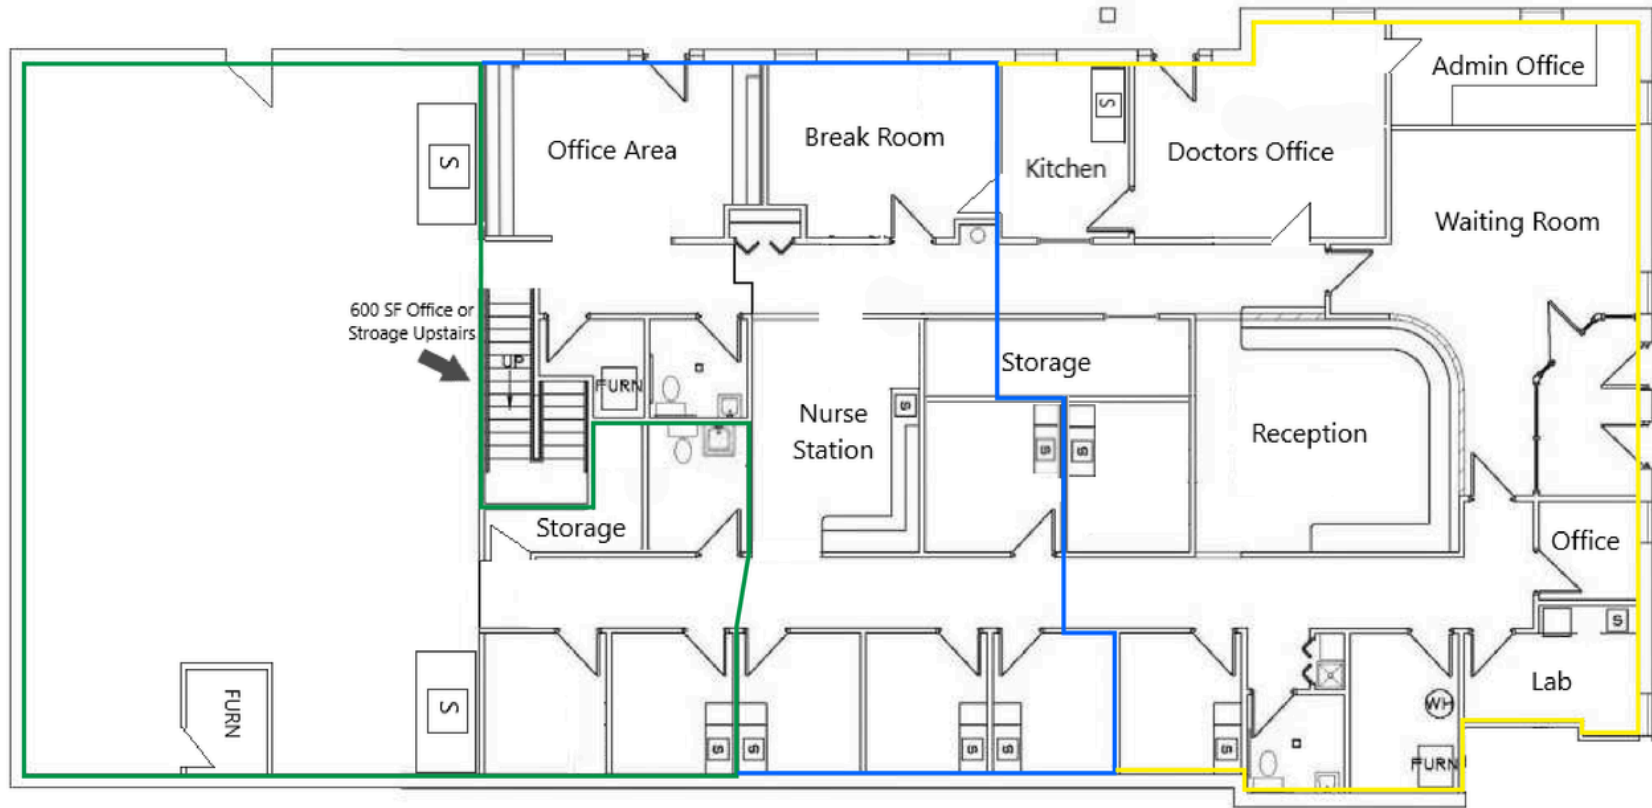 Admin Office
S
Office Area
Break Room
Kitchen
Doctors Office
S
Waiting Room
600 SF Office or
Stroage Upstairs
UP
FURN
Storage
Nurse
Station
S
Reception
S
S
Storage
Office
S
FURN
S
Lab
WH
FURN
S
S
S
S
S